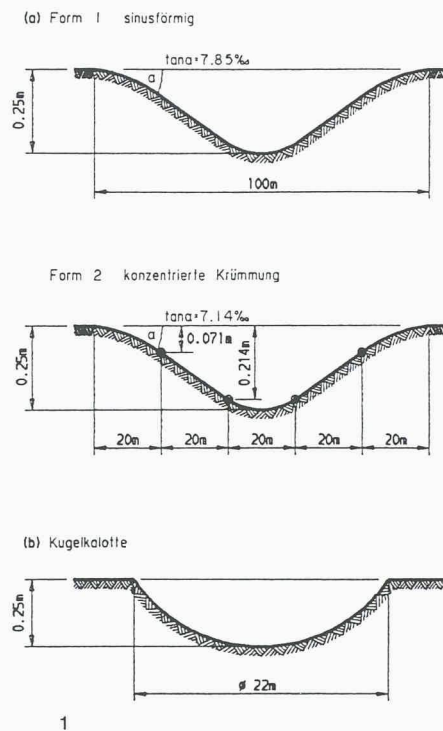 (a) Form 1 sinusförmig
tanα=7.85‰
α
0.25m
100m
Form 2 konzentrierte Krümmung
tanα=7.14‰
α
0.071m
0.214m
0.25m
20m 20m 20m 20m 20m
(b) Kugelkalotte
0.25m
ø 22m
1